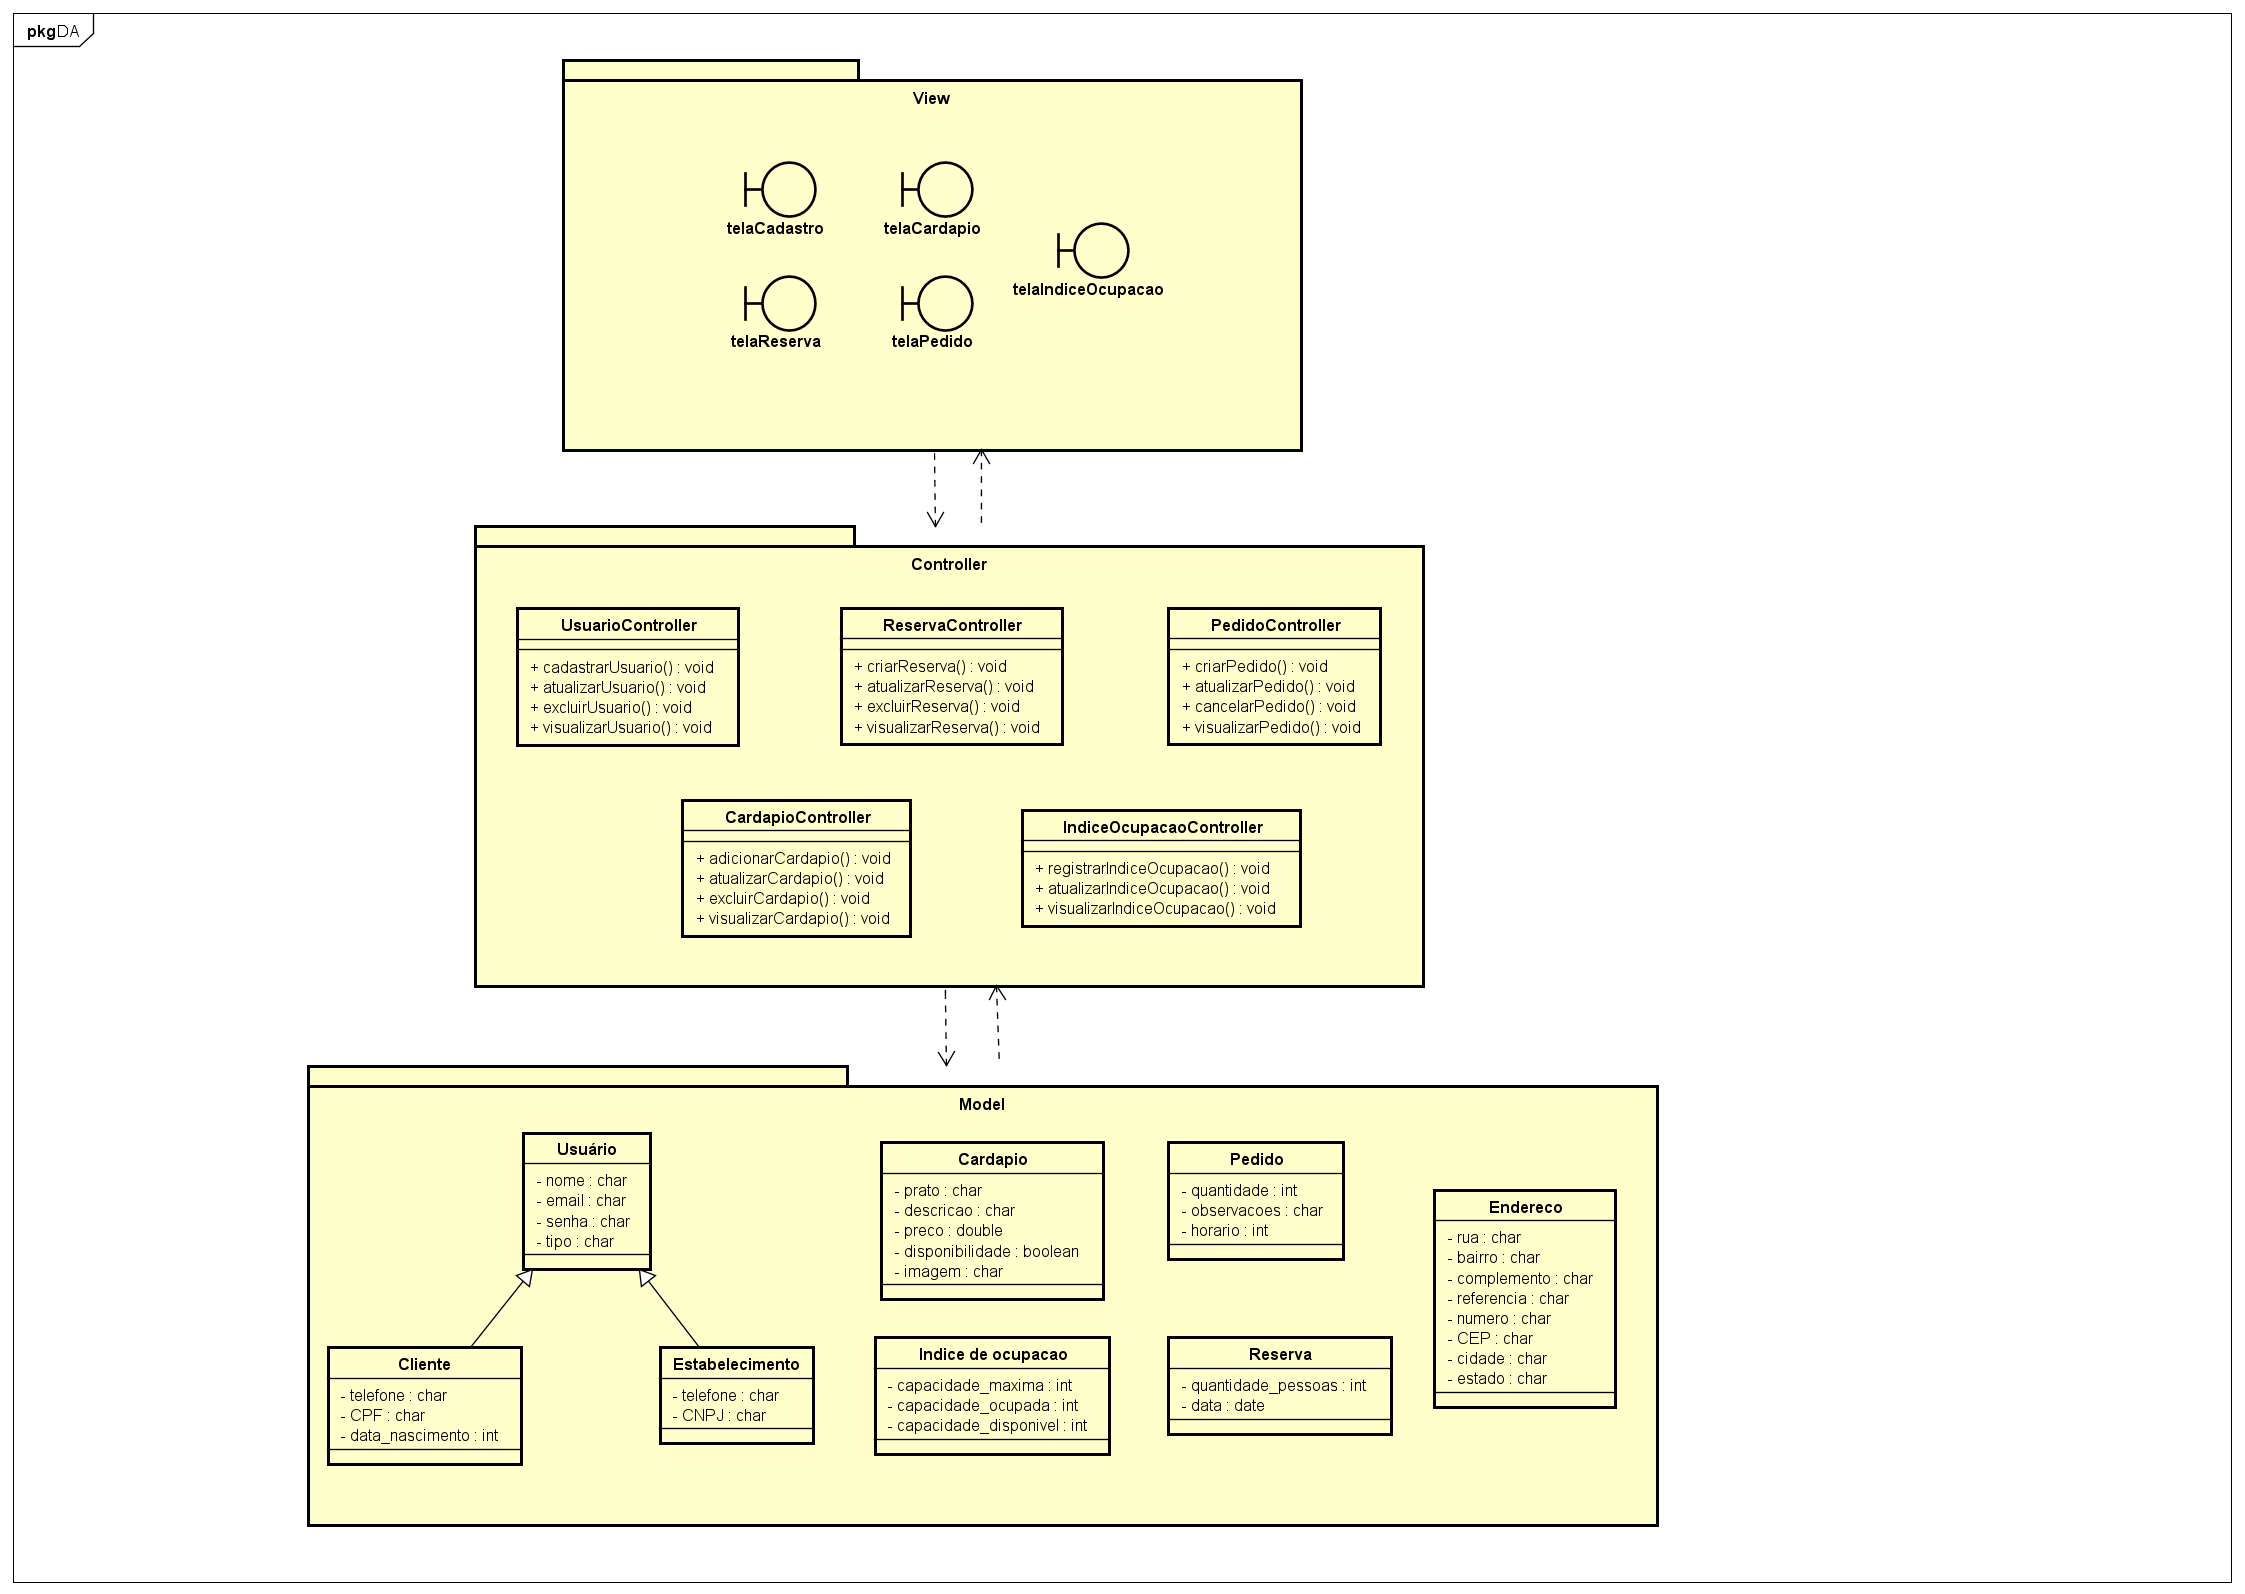 pkgDA
View
telaCadastro
telaCardapio
telaIndiceOcupacao
telaReserva
telaPedido
Controller
UsuarioController
+ cadastrarUsuario() : void
+ atualizarUsuario() : void
+ excluirUsuario() : void
+ visualizarUsuario() : void
ReservaController
+ criarReserva() : void
+ atualizarReserva() : void
+ excluirReserva() : void
+ visualizarReserva() : void
PedidoController
+ criarPedido() : void
+ atualizarPedido() : void
+ cancelarPedido() : void
+ visualizarPedido() : void
CardapioController
+ adicionarCardapio() : void
+ atualizarCardapio() : void
+ excluirCardapio() : void
+ visualizarCardapio() : void
IndiceOcupacaoController
+ registrarIndiceOcupacao() : void
+ atualizarIndiceOcupacao() : void
+ visualizarIndiceOcupacao() : void
Model
Usuário
- nome : char
- email : char
- senha : char
- tipo : char
Cardapio
- prato : char
- descricao : char
- preco : double
- disponibilidade : boolean
- imagem : char
Pedido
- quantidade : int
- observacoes : char
- horario : int
Endereco
- rua : char
- bairro : char
- complemento : char
- referencia : char
- numero : char
- CEP : char
- cidade : char
- estado : char
Cliente
- telefone : char
- CPF : char
- data_nascimento : int
Estabelecimento
- telefone : char
- CNPJ : char
Indice de ocupacao
- capacidade_maxima : int
- capacidade_ocupada : int
- capacidade_disponivel : int
Reserva
- quantidade_pessoas : int
- data : date